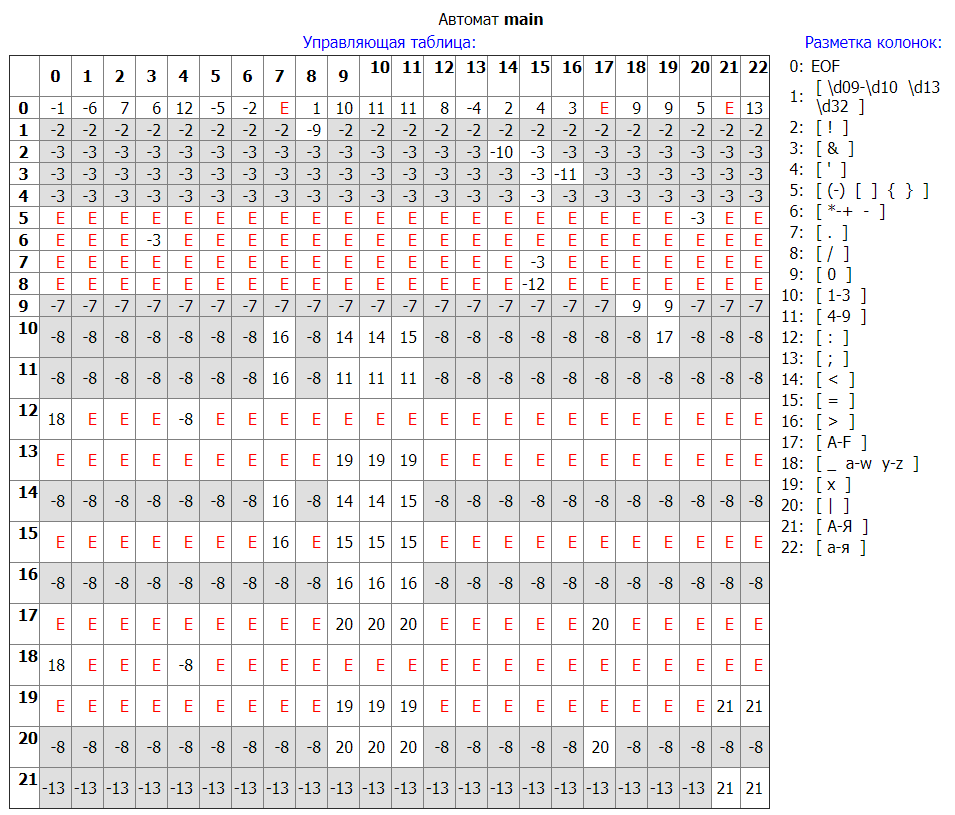 Автомат main
Управляющая таблица:
0 1 2 3 4 5 6 7 8 9 10 11 12 13 14 15 16 17 18 19 20 21 22
0 -1 -6 7 6 12 -5 -2 E 1 10 11 11 8 -4 2 4 3 E 9 9 5 E 13
1 -2 -2 -2 -2 -2 -2 -2 -2 -9 -2 -2 -2 -2 -2 -2 -2 -2 -2 -2 -2 -2 -2 -2
2 -3 -3 -3 -3 -3 -3 -3 -3 -3 -3 -3 -3 -3 -3 -10 -3 -3 -3 -3 -3 -3 -3 -3
3 -3 -3 -3 -3 -3 -3 -3 -3 -3 -3 -3 -3 -3 -3 -3 -3 -11 -3 -3 -3 -3 -3 -3
4 -3 -3 -3 -3 -3 -3 -3 -3 -3 -3 -3 -3 -3 -3 -3 -3 -3 -3 -3 -3 -3 -3 -3
5 E E E E E E E E E E E E E E E E E E E E -3 E E
6 E E E -3 E E E E E E E E E E E E E E E E E E E
7 E E E E E E E E E E E E E E E -3 E E E E E E E
8 E E E E E E E E E E E E E E E -12 E E E E E E E
9 -7 -7 -7 -7 -7 -7 -7 -7 -7 -7 -7 -7 -7 -7 -7 -7 -7 -7 9 9 -7 -7 -7
10 -8 -8 -8 -8 -8 -8 -8 16 -8 14 14 15 -8 -8 -8 -8 -8 -8 -8 17 -8 -8 -8
11 -8 -8 -8 -8 -8 -8 -8 16 -8 11 11 11 -8 -8 -8 -8 -8 -8 -8 -8 -8 -8 -8
12 18 E E E -8 E E E E E E E E E E E E E E E E E E
13 E E E E E E E E E 19 19 19 E E E E E E E E E E E
14 -8 -8 -8 -8 -8 -8 -8 16 -8 14 14 15 -8 -8 -8 -8 -8 -8 -8 -8 -8 -8 -8
15 E E E E E E E 16 E 15 15 15 E E E E E E E E E E E
16 -8 -8 -8 -8 -8 -8 -8 -8 -8 16 16 16 -8 -8 -8 -8 -8 -8 -8 -8 -8 -8 -8
17 E E E E E E E E E 20 20 20 E E E E E 20 E E E E E
18 18 E E E -8 E E E E E E E E E E E E E E E E E E
19 E E E E E E E E E 19 19 19 E E E E E E E E E 21 21
20 -8 -8 -8 -8 -8 -8 -8 -8 -8 20 20 20 -8 -8 -8 -8 -8 20 -8 -8 -8 -8 -8
21 -13 -13 -13 -13 -13 -13 -13 -13 -13 -13 -13 -13 -13 -13 -13 -13 -13 -13 -13 -13 -13 21 21
Разметка колонок:
0: EOF
1: [ \d09-\d10 \d13
\d32 ]
2: [ ! ]
3: [ & ]
4: [ ' ]
5: [ (-) [ ] { } ]
6: [ *-+ - ]
7: [ . ]
8: [ / ]
9: [ 0 ]
10: [ 1-3 ]
11: [ 4-9 ]
12: [ : ]
13: [ ; ]
14: [ < ]
15: [ = ]
16: [ > ]
17: [ A-F ]
18: [ _ a-w y-z ]
19: [ x ]
20: [ | ]
21: [ А-Я ]
22: [ а-я ]